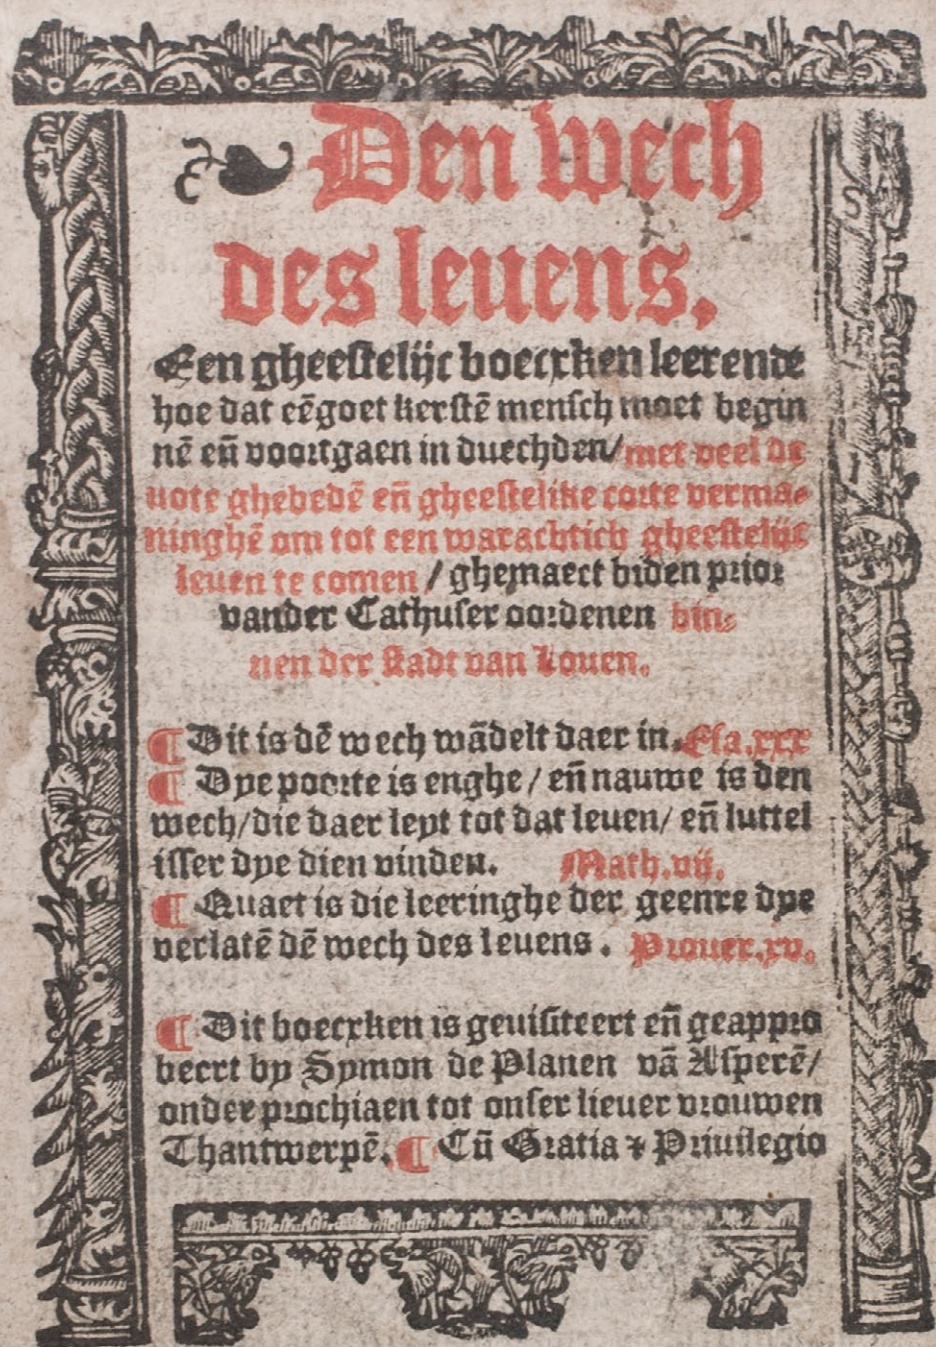 Den wech
des leuens.
Een gheestelijc boecxken leerende
hoe dat eē goet kerstē mensch moet begin
nē eñ voortgaen in duechden/ met veel de
uote ghebedē eñ gheestelike corte verma-
ninghē om tot een warachtich gheestelijc
leuen te comen / ghemaect biden prior
vander Cathuser oordenen bin-
nen der stadt van Louen.
¶ Dit is dē wech wādelt daer in. Esa.xxx
¶ Dye poorte is enghe / eñ nauwe is den
wech/die daer leyt tot dat leuen/ eñ luttel
isser dye dien vinden. Math.vij.
¶ Quaet is die leeringhe der geenre dye
verlatē dē wech des leuens. Prouer.xv.
¶ Dit boecxken is geuisiteert eñ geappro
beert by Symon de Planen vā Asperē/
onder prochiaen tot onser lieuer vrouwen
Thantwerpē. ¶ Cū Gratia ⁊ Priuilegio